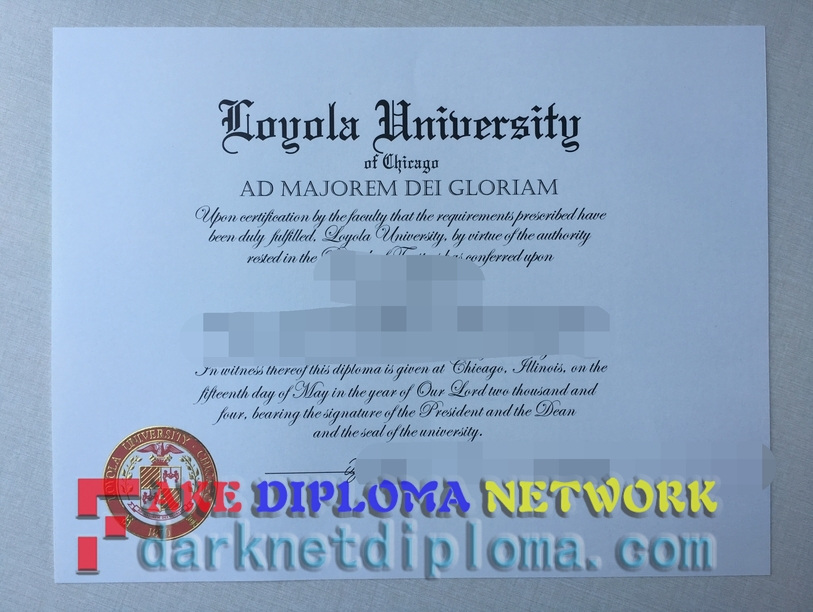 Loyola University
of Chicago
AD MAJOREM DEI GLORIAM
Upon certification by the faculty that the requirements prescribed have
been duly fulfilled, Loyola University, by virtue of the authority
rested in the has conferred upon
In witness thereof this diploma is given at Chicago, Illinois, on the
fifteenth day of May in the year of Our Lord two thousand and
four, bearing the signature of the President and the Dean
and the seal of the university.
LOYOLA UNIVERSITY
FAKE DIPLOMA NETWORK
darknetdiploma.com